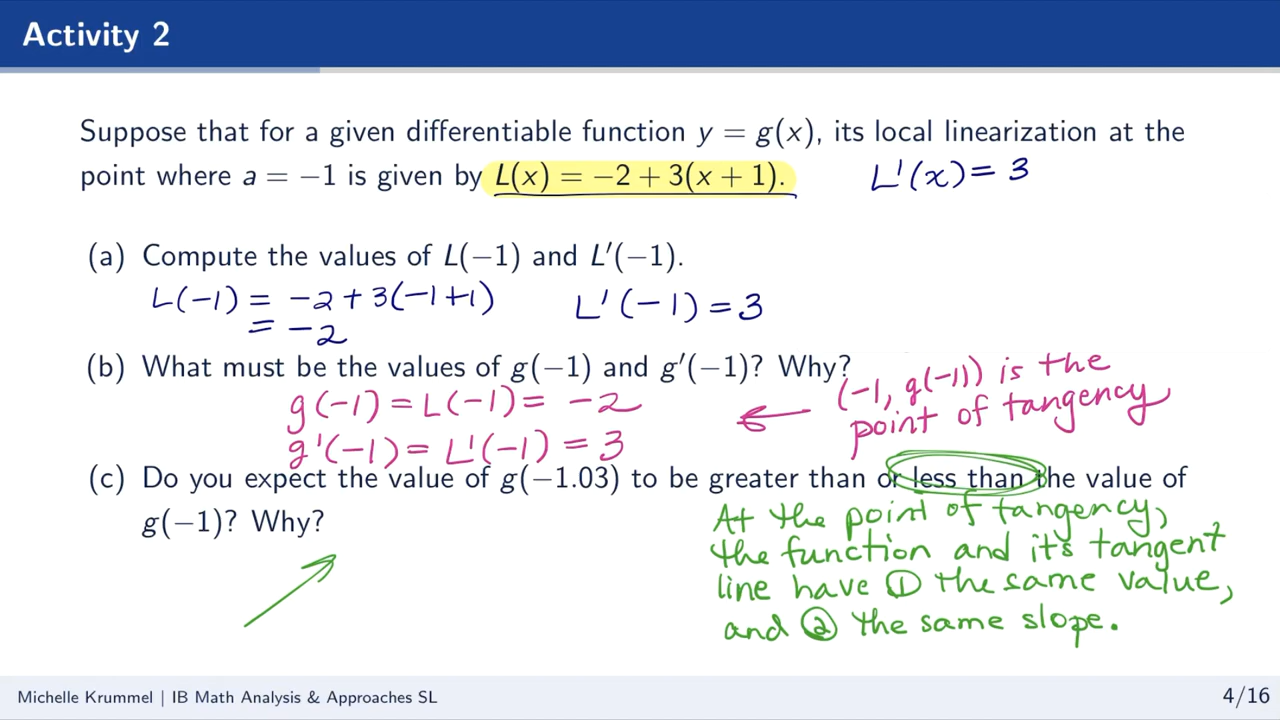 Activity 2
Suppose that for a given differentiable function y = g(x), its local linearization at the
point where a = −1 is given by L(x) = −2 + 3(x + 1).
L'(x) = 3
(a) Compute the values of L(−1) and L′(−1).
L(-1) = -2 + 3(-1+1)
= -2
L'(-1) = 3
(b) What must be the values of g(−1) and g′(−1)? Why?
g(-1) = L(-1) = -2
g'(-1) = L'(-1) = 3
(-1, g(-1)) is the
point of tangency
(c) Do you expect the value of g(−1.03) to be greater than or less than the value of
g(−1)? Why?
At the point of tangency,
the function and it's tangent
line have ① the same value,
and ② the same slope.
Michelle Krummel | IB Math Analysis & Approaches SL
4/16